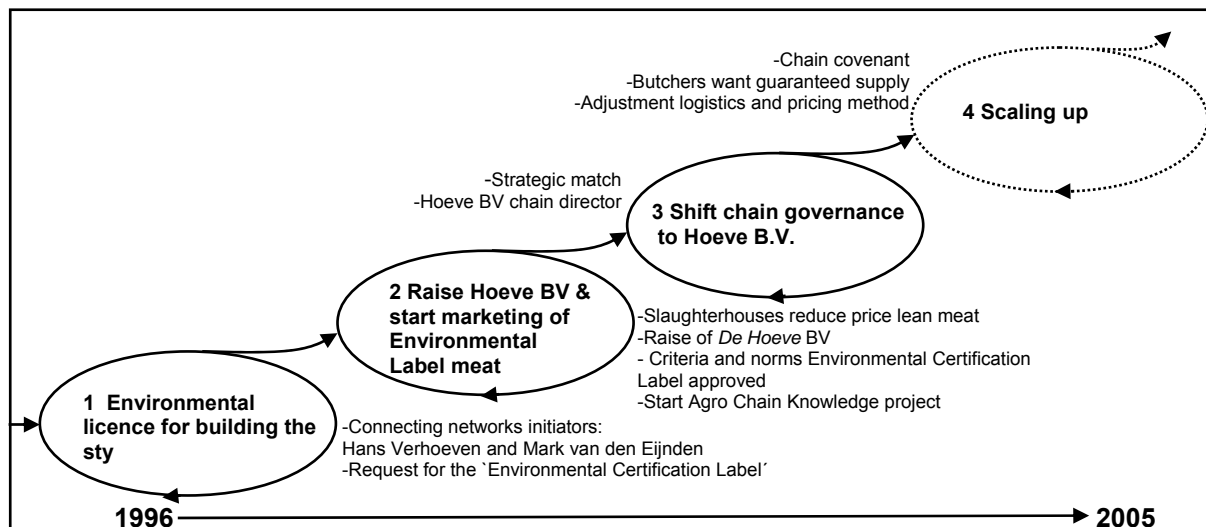 -Chain covenant
-Butchers want guaranteed supply
-Adjustment logistics and pricing method
4 Scaling up
-Strategic match
-Hoeve BV chain director
3 Shift chain governance
to Hoeve B.V.
2 Raise Hoeve BV &
start marketing of
Environmental
Label meat
-Slaughterhouses reduce price lean meat
-Raise of De Hoeve BV
- Criteria and norms Environmental Certification
Label approved
-Start Agro Chain Knowledge project
1 Environmental
licence for building the
sty
-Connecting networks initiators:
Hans Verhoeven and Mark van den Eijnden
-Request for the `Environmental Certification Label´
1996
2005